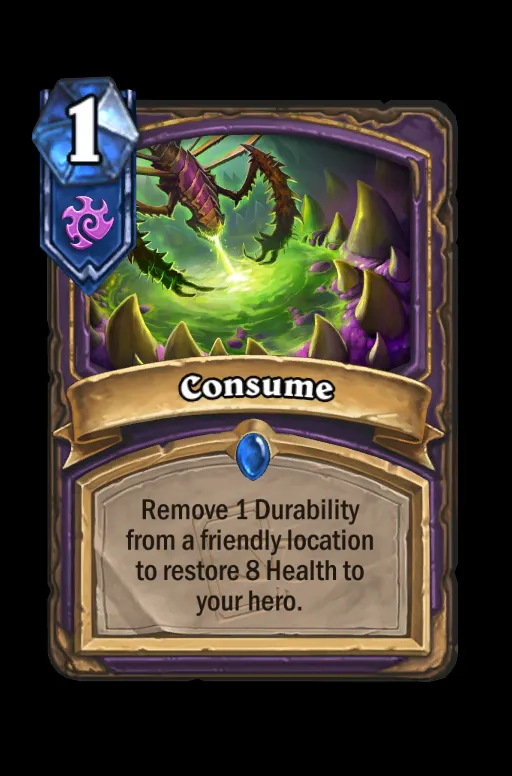 1
Consume
Remove 1 Durability
from a friendly location
to restore 8 Health to
your hero.